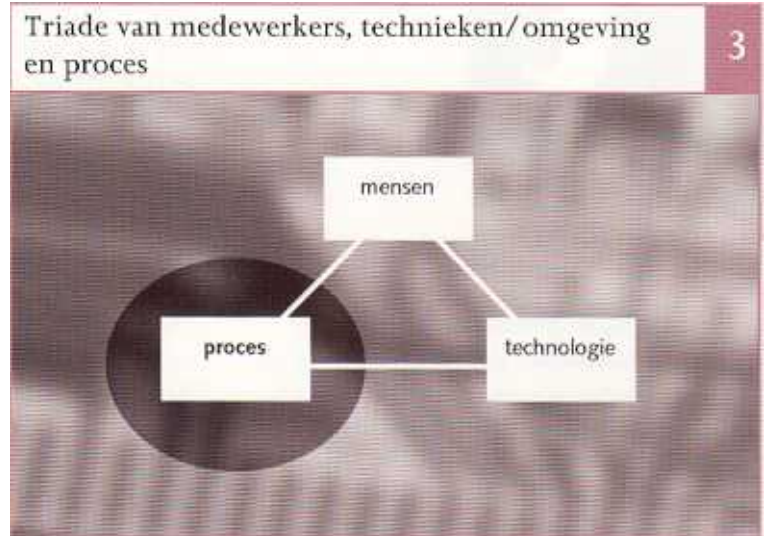 Triade van medewerkers, technieken/omgeving
en proces
3
mensen
proces
technologie